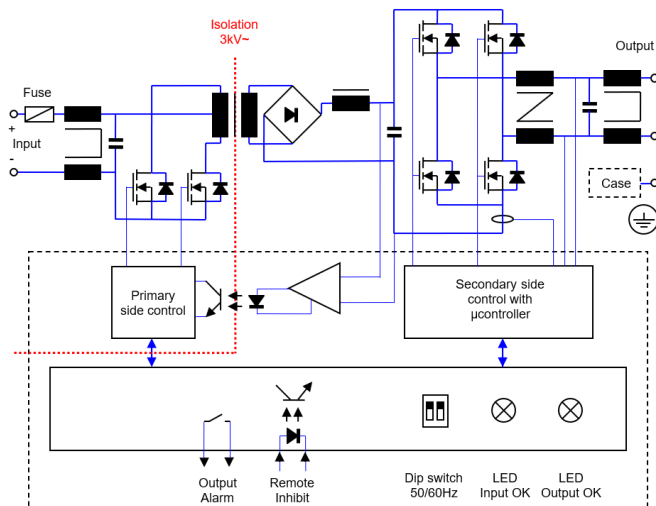 Isolation
3kV~
Output
Fuse
+
Input
-
Case
Primary
side control
Secondary side
control with
µcontroller
Output
Alarm
Remote
Inhibit
Dip switch
50/60Hz
LED
Input OK
LED
Output OK